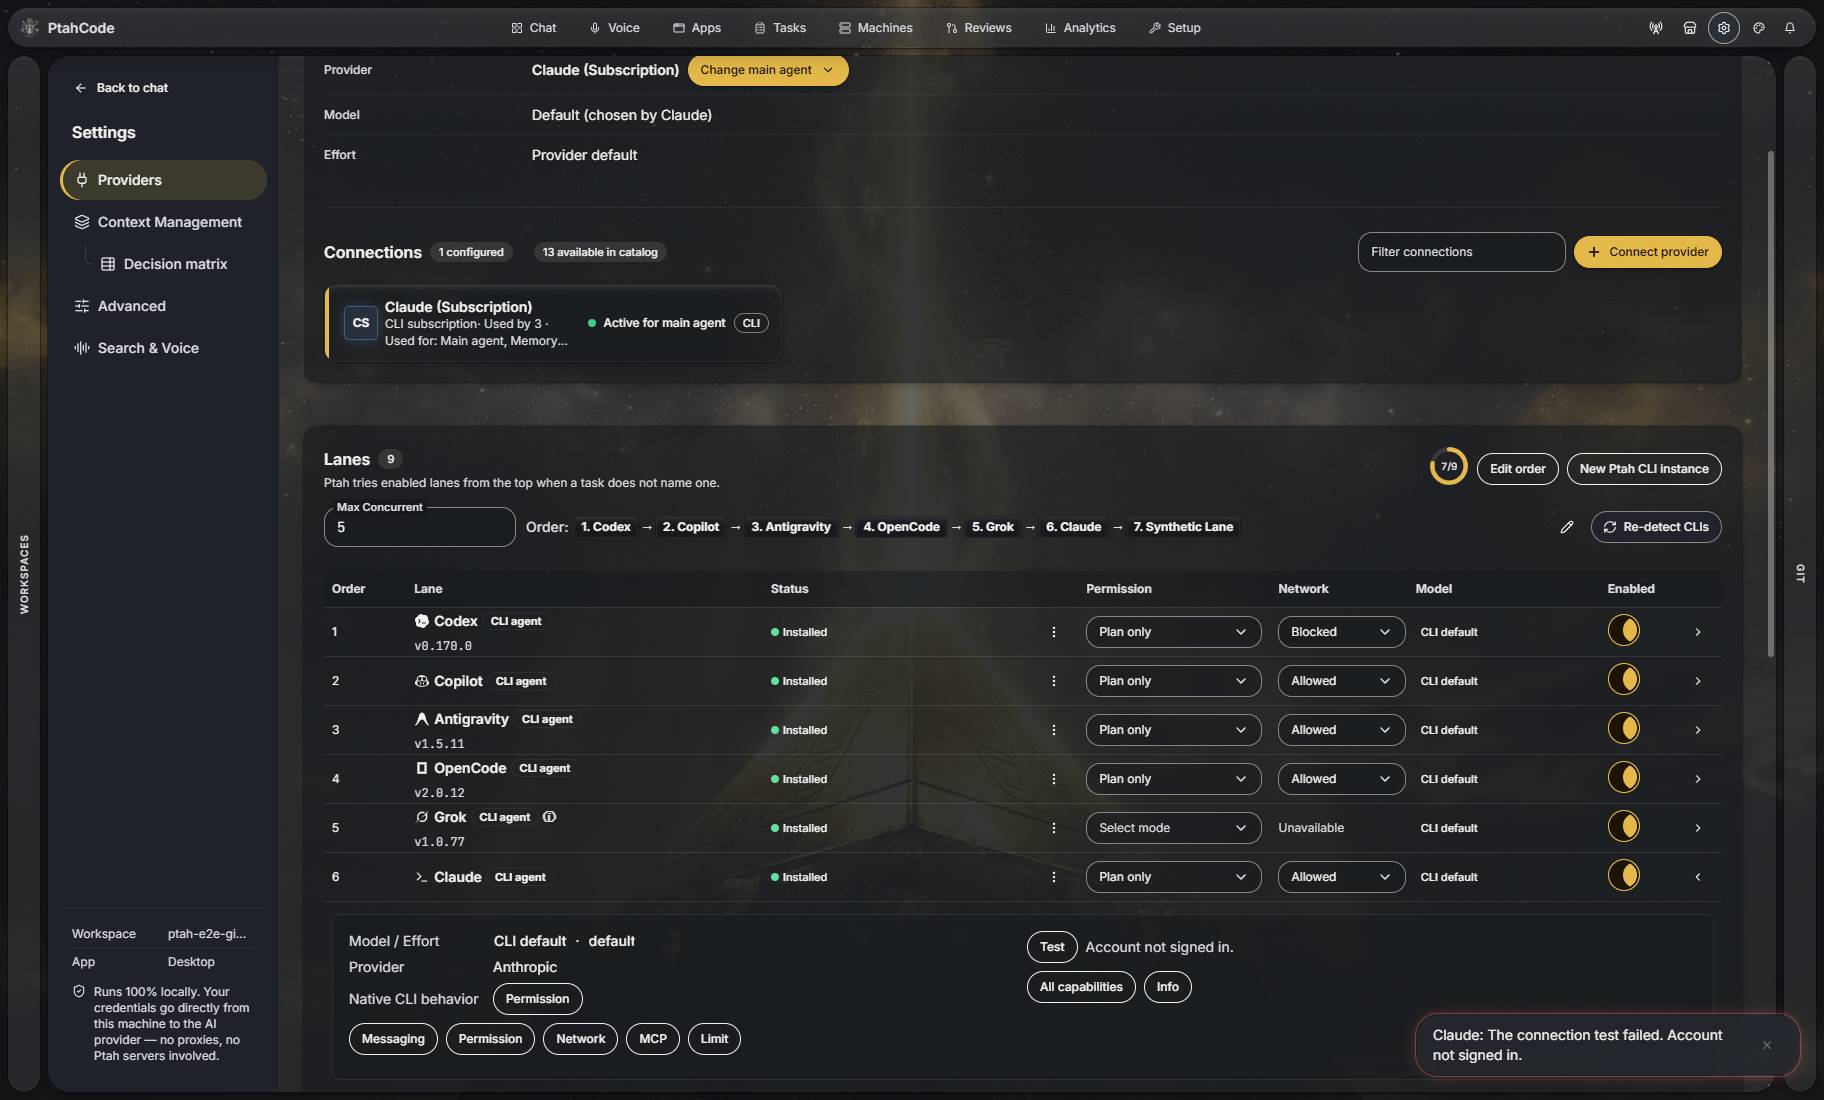 PtahCode
Chat
Voice
Apps
Tasks
Machines
Reviews
Analytics
Setup
WORKSPACES
Back to chat
Settings
Providers
Context Management
Decision matrix
Advanced
Search & Voice
Workspace ptah-e2e-gi...
App Desktop
Runs 100% locally. Your
credentials go directly from
this machine to the AI
provider — no proxies, no
Ptah servers involved.
Provider Claude (Subscription) Change main agent
Model Default (chosen by Claude)
Effort Provider default
Connections 1 configured 13 available in catalog Filter connections Connect provider
CS
Claude (Subscription)
CLI subscription· Used by 3 ·
Used for: Main agent, Memory...
Active for main agent CLI
Lanes 9
Ptah tries enabled lanes from the top when a task does not name one.
7/9 Edit order New Ptah CLI instance
Max Concurrent
5
Order: 1. Codex → 2. Copilot → 3. Antigravity → 4. OpenCode → 5. Grok → 6. Claude → 7. Synthetic Lane
Re-detect CLIs
Order Lane Status Permission Network Model Enabled
1 Codex CLI agent Installed Plan only Blocked CLI default
v0.170.0
2 Copilot CLI agent Installed Plan only Allowed CLI default
3 Antigravity CLI agent Installed Plan only Allowed CLI default
v1.5.11
4 OpenCode CLI agent Installed Plan only Allowed CLI default
v2.0.12
5 Grok CLI agent Installed Select mode Unavailable CLI default
v1.0.77
6 Claude CLI agent Installed Plan only Allowed CLI default
Model / Effort CLI default · default
Provider Anthropic
Native CLI behavior Permission
Messaging Permission Network MCP Limit
Test Account not signed in.
All capabilities Info
Claude: The connection test failed. Account
not signed in.
GIT